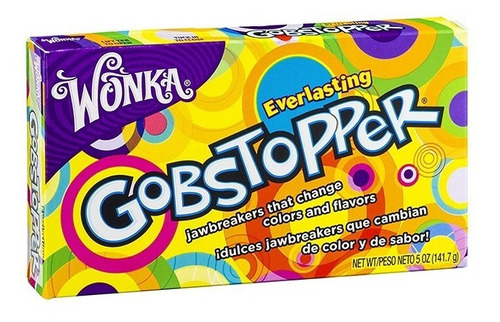 WONKA®
Everlasting
GOBSTOPPER®
jawbreakers that change
colors and flavors
¡dulces jawbreakers que cambian
de color y de sabor!
NET WT/PESO NETO 5 OZ (141.7 g)
GOBSTOPPER